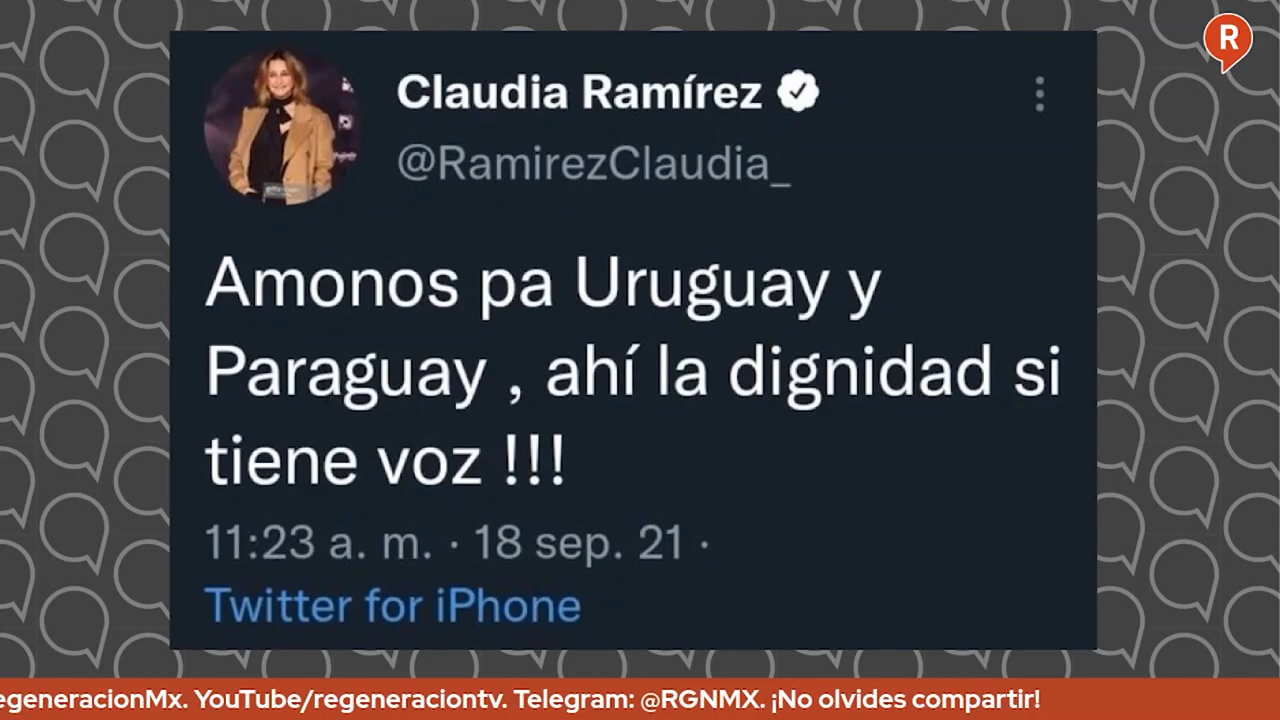 R
Claudia Ramírez
@RamirezClaudia_
Amonos pa Uruguay y
Paraguay , ahí la dignidad si
tiene voz !!!
11:23 a. m. · 18 sep. 21 ·
Twitter for iPhone
egeneracionMx. YouTube/regeneraciontv. Telegram: @RGNMX. ¡No olvides compartir!